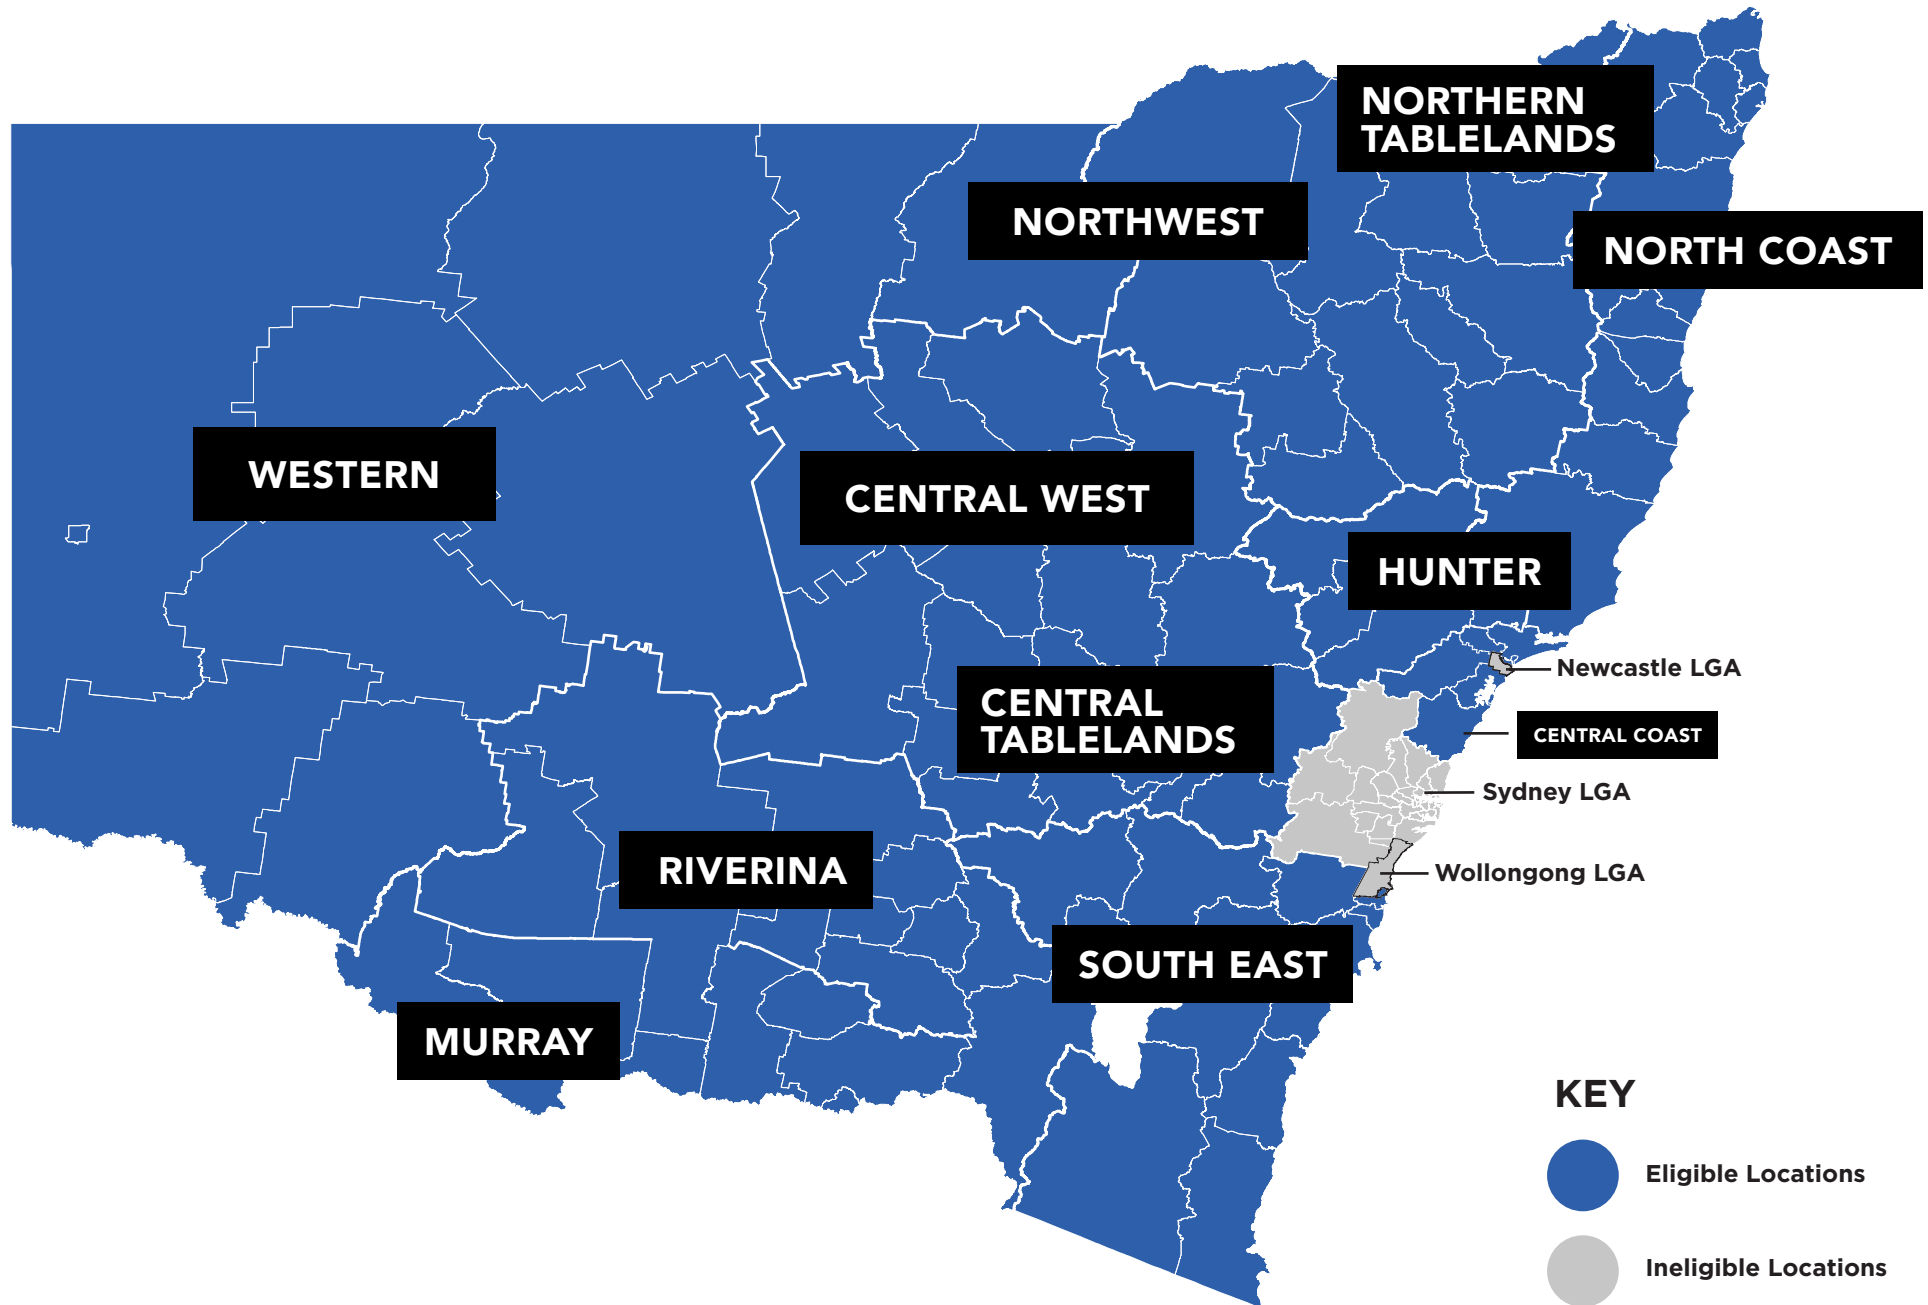 NORTHERN
TABLELANDS
NORTHWEST
NORTH COAST
WESTERN
CENTRAL WEST
HUNTER
Newcastle LGA
CENTRAL
TABLELANDS
CENTRAL COAST
Sydney LGA
RIVERINA
Wollongong LGA
SOUTH EAST
MURRAY
KEY
Eligible Locations
Ineligible Locations